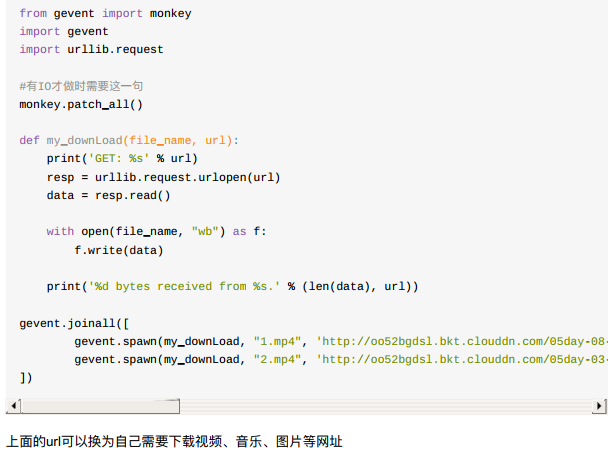 from gevent import monkey
import gevent
import urllib.request
#有IO才做时需要这一句
monkey.patch_all()
def my_downLoad(file_name, url):
print('GET: %s' % url)
resp = urllib.request.urlopen(url)
data = resp.read()
with open(file_name, "wb") as f:
f.write(data)
print('%d bytes received from %s.' % (len(data), url))
gevent.joinall([
gevent.spawn(my_downLoad, "1.mp4", 'http://oo52bgdsl.bkt.clouddn.com/05day-08-
gevent.spawn(my_downLoad, "2.mp4", 'http://oo52bgdsl.bkt.clouddn.com/05day-03-
])
上面的url可以换为自己需要下载视频、音乐、图片等网址